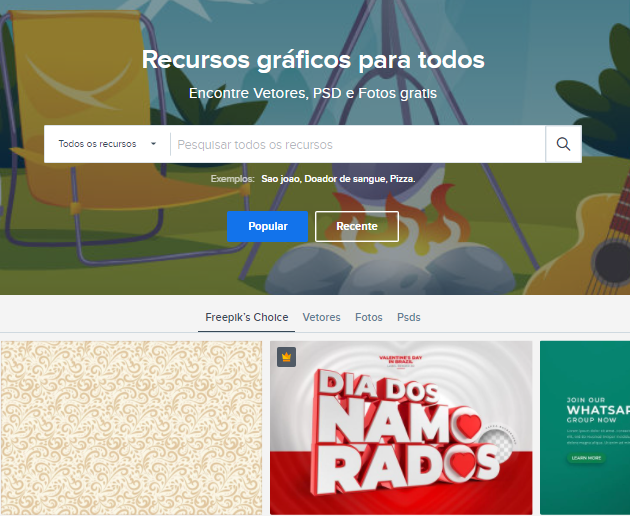 Recursos gráficos para todos
Encontre Vetores, PSD e Fotos gratis
Todos os recursos
Pesquisar todos os recursos
Exemplos: Sao joao, Doador de sangue, Pizza.
Popular
Recente
Freepik's Choice
Vetores
Fotos
Psds
VALENTINE'S DAY
IN BRAZIL
DIA DOS
NAMO
RADOS
JOIN OUR
WHATSAP
GROUP NOW
LEARN MORE